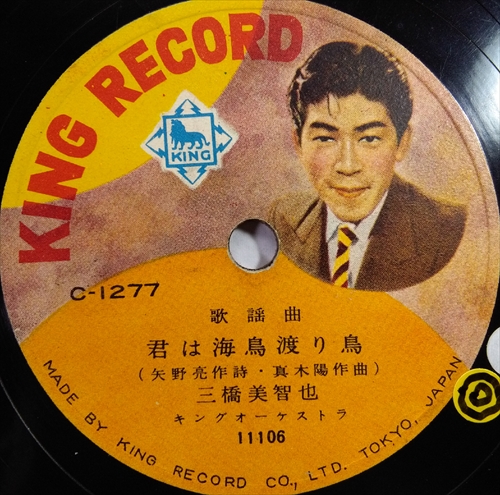 KING RECORD
KING
C-1277
歌謡曲
君は海鳥渡り鳥
(矢野亮作詩・真木陽作曲)
三橋美智也
キングオーケストラ
11106
MADE BY KING RECORD CO., LTD. TOKYO, JAPAN